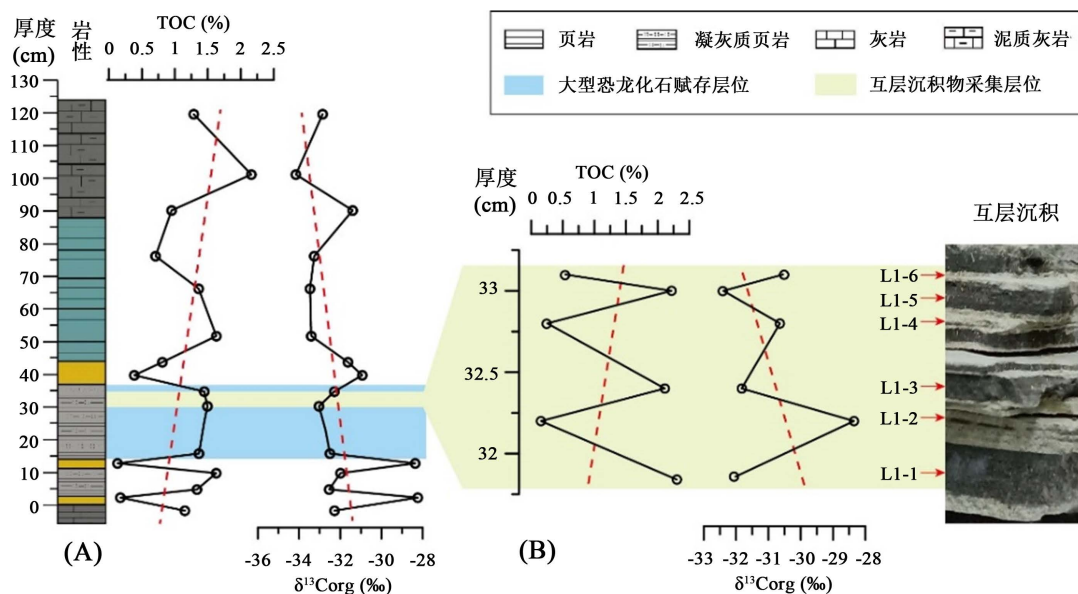 厚度
(cm)
岩性
TOC (%)
0 0.5 1 1.5 2 2.5
130
120
110
100
90
80
70
60
50
40
30
20
10
0
(A)
-36 -34 -32 -30 -28
δ¹³Corg (‰)
页岩 凝灰质页岩 灰岩 泥质灰岩
大型恐龙化石赋存层位 互层沉积物采集层位
厚度
(cm)
TOC (%)
0 0.5 1 1.5 2 2.5
33
32.5
32
(B)
-33 -32 -31 -30 -29 -28
δ¹³Corg (‰)
互层沉积
L1-6
L1-5
L1-4
L1-3
L1-2
L1-1